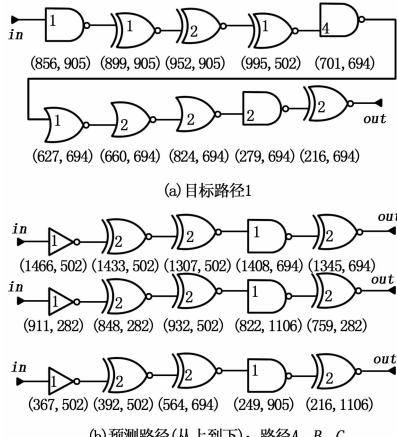 in
1 1 2 1 4
(856, 905) (899, 905) (952, 905) (995, 502) (701, 694)
1 2 2 2 2
out
(627, 694) (660, 694) (824, 694) (279, 694) (216, 694)
(a)目标路径1
in out
1 2 2 1 2
(1466, 502) (1433, 502) (1307, 502) (1408, 694) (1345, 694)
in out
1 2 2 1 2
(911, 282) (848, 282) (932, 502) (822, 1106) (759, 282)
in out
1 2 2 1 2
(367, 502) (392, 502) (564, 694) (249, 905) (216, 1106)
(b)预测路径(从上到下): 路径A、B、C